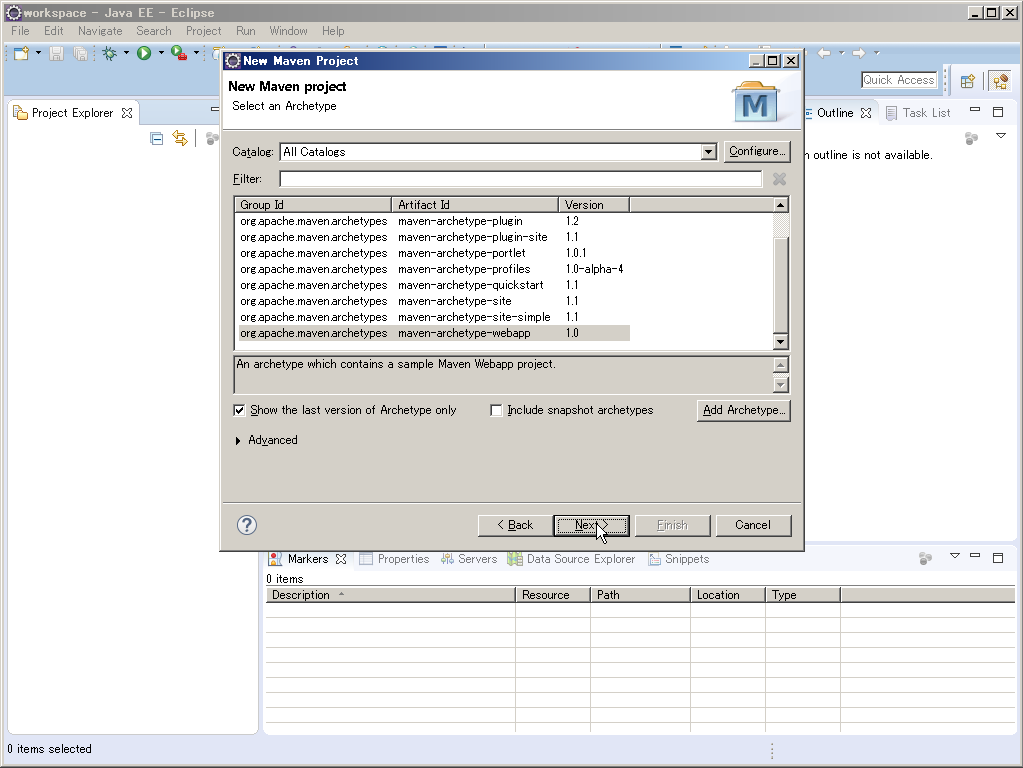 workspace - Java EE - Eclipse
File Edit Navigate Search Project Run Window Help
New Maven Project
New Maven project
Select an Archetype
M
Quick Access
Project Explorer
Outline Task List
n outline is not available.
Catalog: All Catalogs Configure...
Filter:
Group Id Artifact Id Version
org.apache.maven.archetypes maven-archetype-plugin 1.2
org.apache.maven.archetypes maven-archetype-plugin-site 1.1
org.apache.maven.archetypes maven-archetype-portlet 1.0.1
org.apache.maven.archetypes maven-archetype-profiles 1.0-alpha-4
org.apache.maven.archetypes maven-archetype-quickstart 1.1
org.apache.maven.archetypes maven-archetype-site 1.1
org.apache.maven.archetypes maven-archetype-site-simple 1.1
org.apache.maven.archetypes maven-archetype-webapp 1.0
An archetype which contains a sample Maven Webapp project.
Show the last version of Archetype only Include snapshot archetypes Add Archetype...
Advanced
? < Back Next > Finish Cancel
Markers Properties Servers Data Source Explorer Snippets
0 items
Description Resource Path Location Type
0 items selected